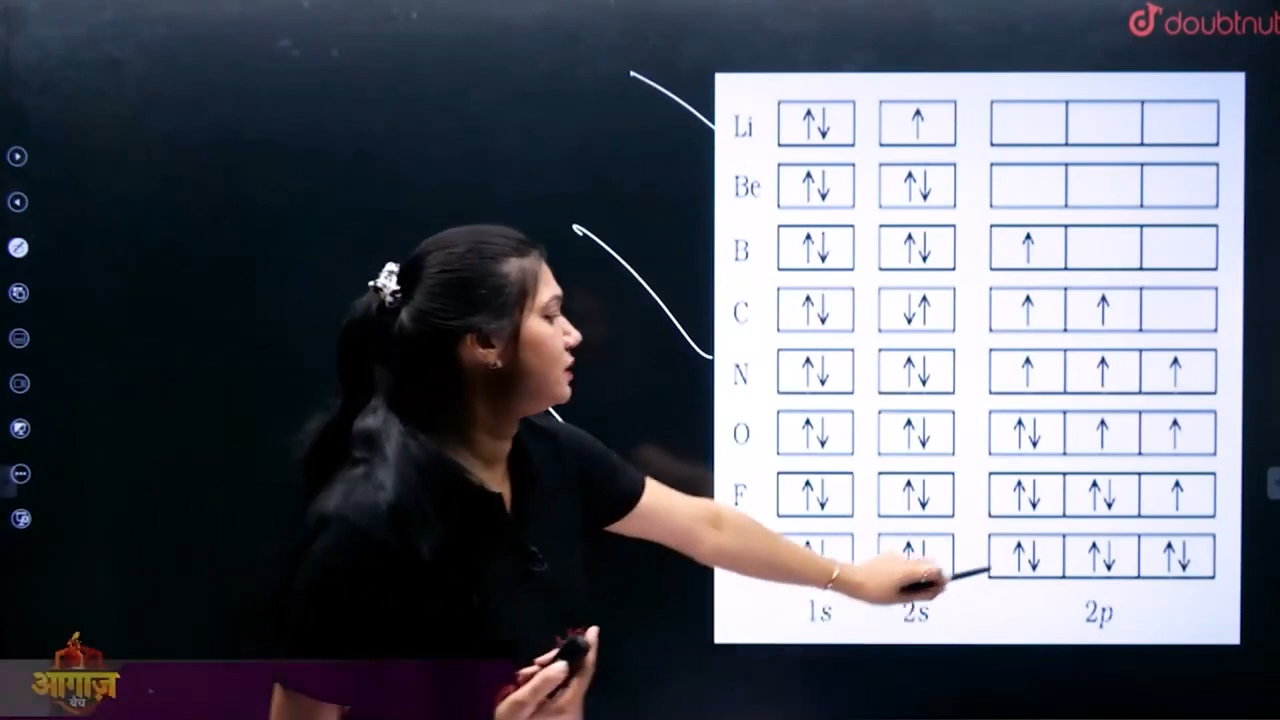 doubtnut
Li ↑↓ ↑
Be ↑↓ ↑↓
B ↑↓ ↑↓ ↑
C ↑↓ ↓↑ ↑ ↑
N ↑↓ ↑↓ ↑ ↑ ↑
O ↑↓ ↑↓ ↑↓ ↑ ↑
F ↑↓ ↑↓ ↑↓ ↑↓ ↑
↑↓ ↑↓ ↑↓ ↑↓ ↑↓
1s 2s 2p
आगाज़
बैच